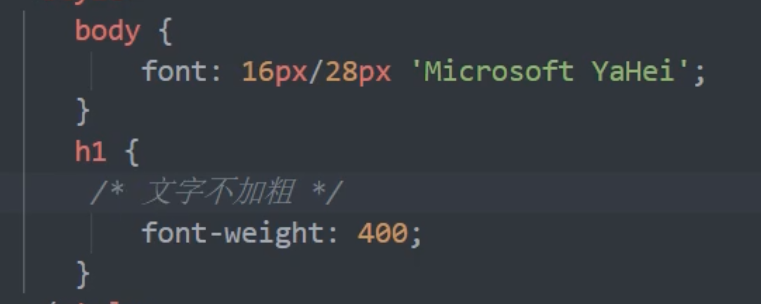 body {
font: 16px/28px 'Microsoft YaHei';
}
h1 {
/* 文字不加粗 */
font-weight: 400;
}